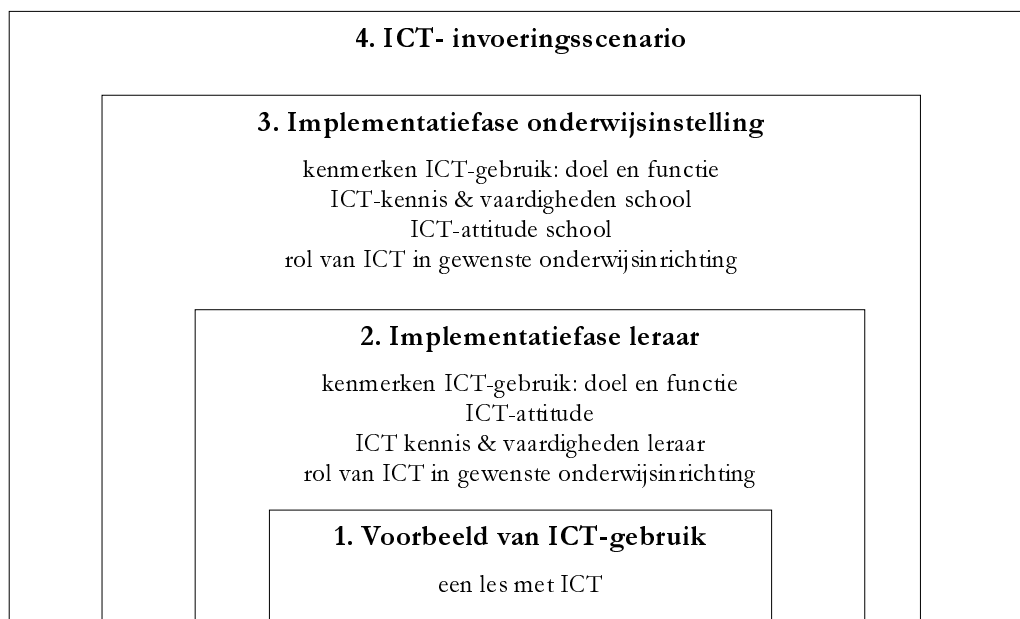 4. ICT- invoeringsscenario
3. Implementatiefase onderwijsinstelling
kenmerken ICT-gebruik: doel en functie
ICT-kennis & vaardigheden school
ICT-attitude school
rol van ICT in gewenste onderwijsinrichting
2. Implementatiefase leraar
kenmerken ICT-gebruik: doel en functie
ICT-attitude
ICT kennis & vaardigheden leraar
rol van ICT in gewenste onderwijsinrichting
1. Voorbeeld van ICT-gebruik
een les met ICT